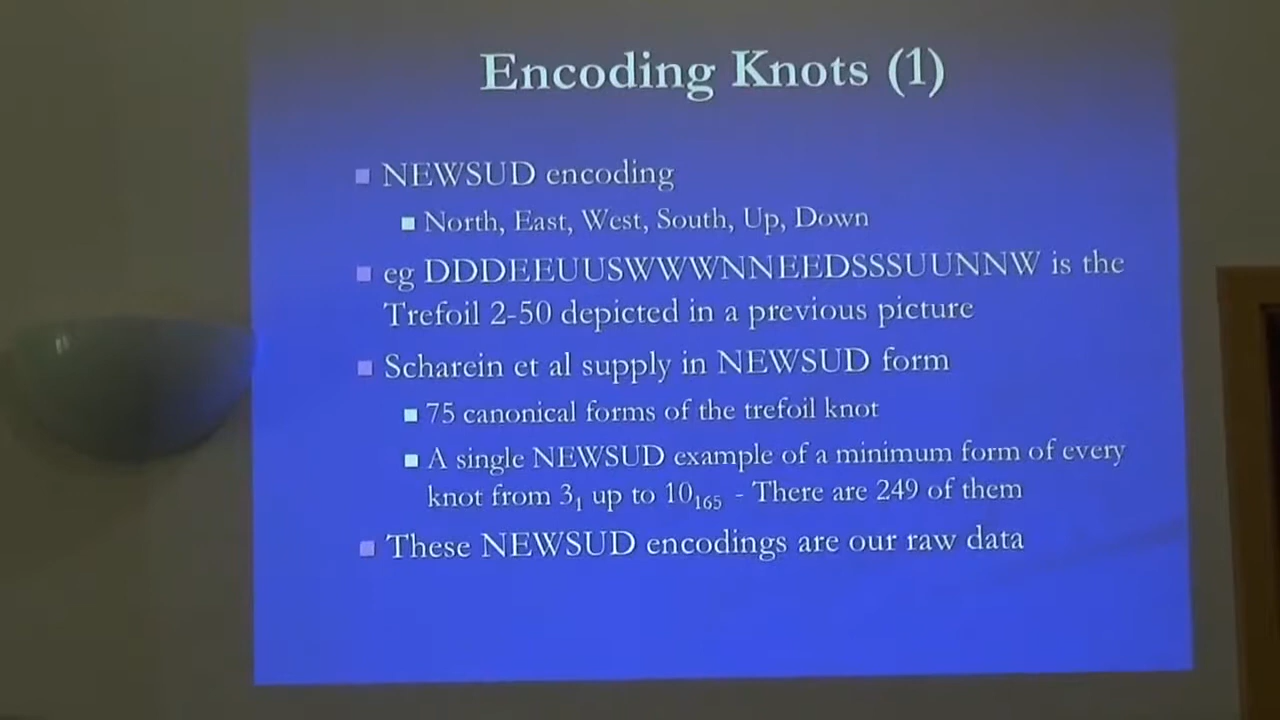 Encoding Knots (1)
NEWSUD encoding
North, East, West, South, Up, Down
eg DDDEEUUSWWWNNEEDSSSUUNNW is the
Trefoil 2-50 depicted in a previous picture
Scharein et al supply in NEWSUD form
75 canonical forms of the trefoil knot
A single NEWSUD example of a minimum form of every
knot from 3₁ up to 10₁₆₅ - There are 249 of them
These NEWSUD encodings are our raw data